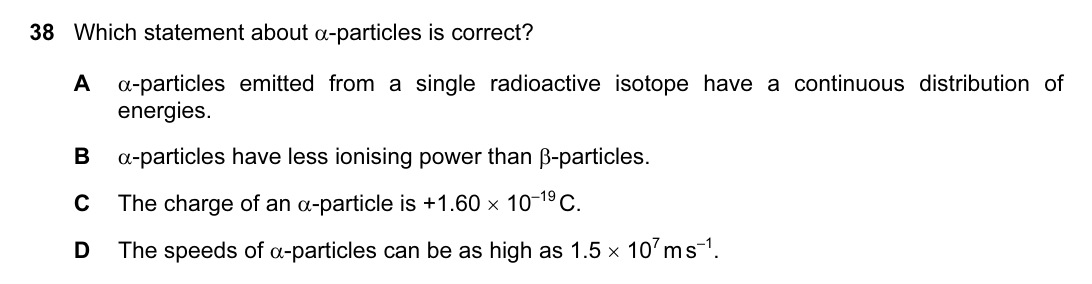 38 Which statement about α-particles is correct?
A α-particles emitted from a single radioactive isotope have a continuous distribution of
energies.
B α-particles have less ionising power than β-particles.
C The charge of an α-particle is +1.60 × 10⁻¹⁹ C.
D The speeds of α-particles can be as high as 1.5 × 10⁷ m s⁻¹.